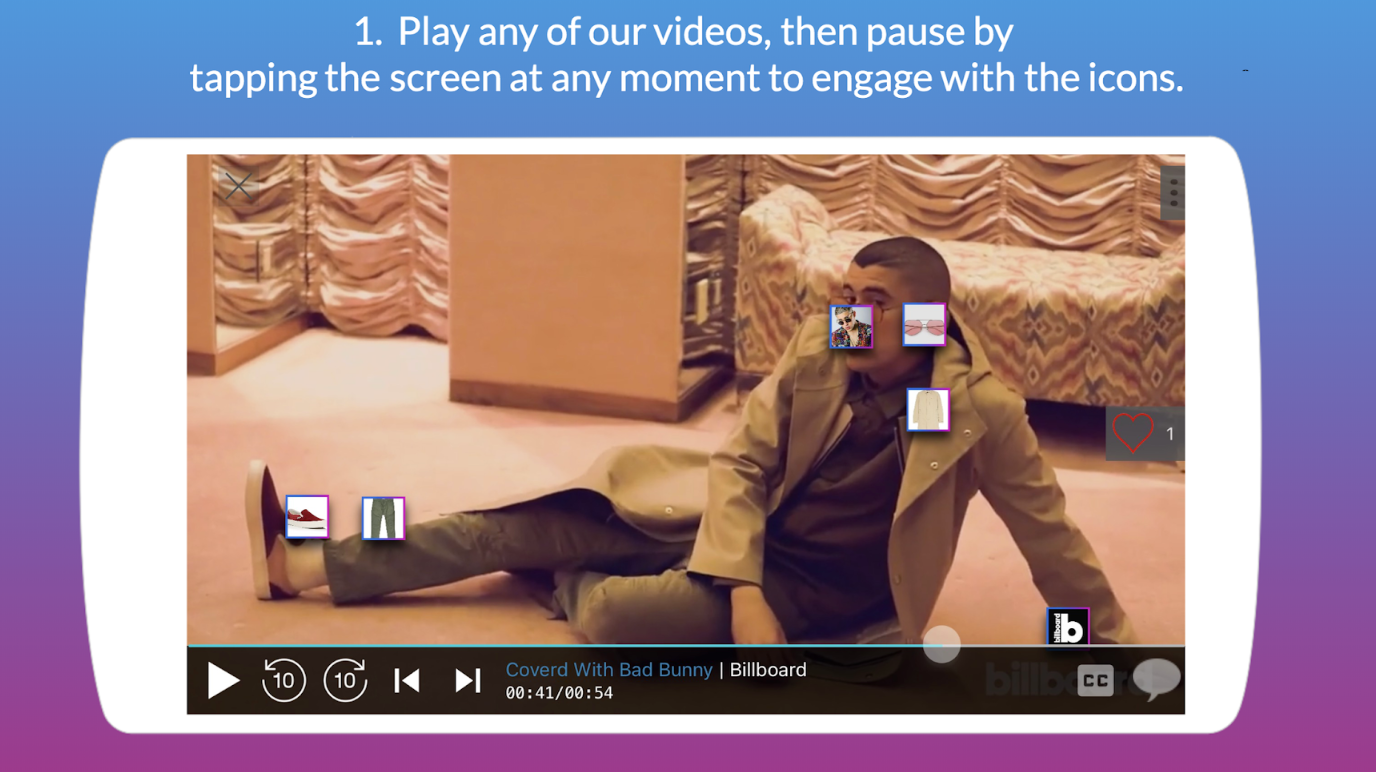 1. Play any of our videos, then pause by
tapping the screen at any moment to engage with the icons.
1
billboard
b
10
10
Coverd With Bad Bunny | Billboard
00:41/00:54
billboard
CC